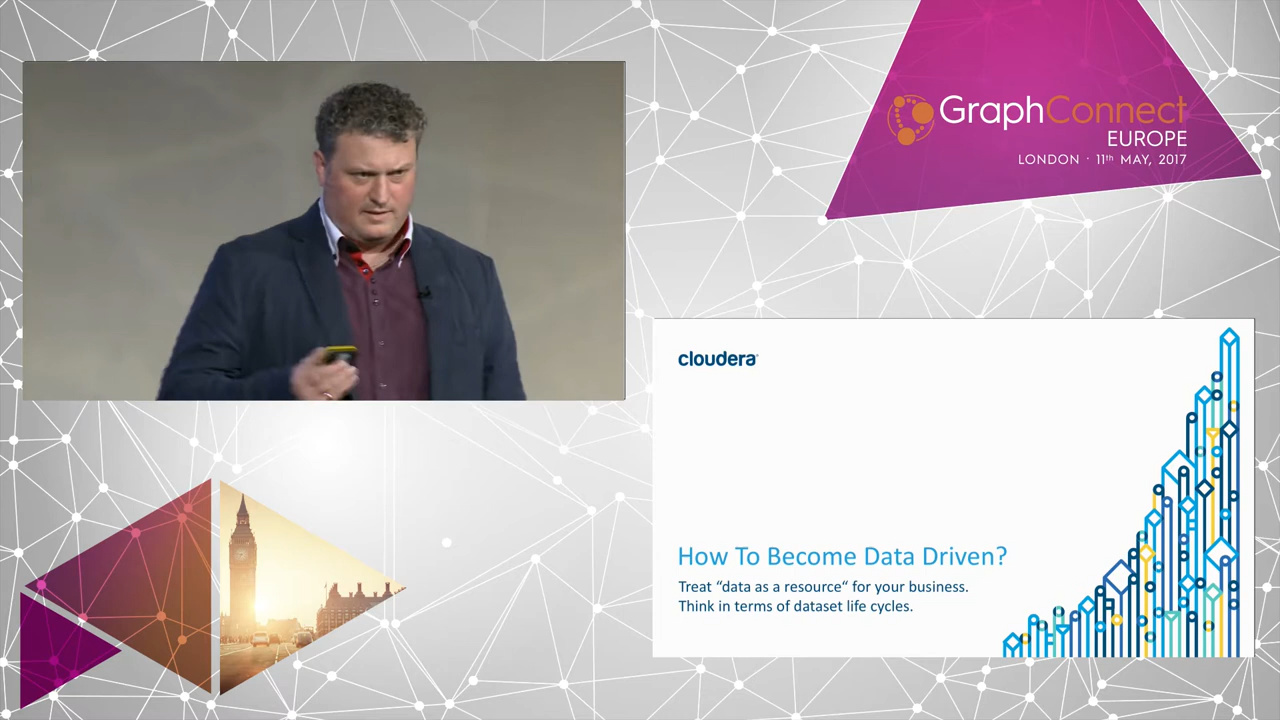 GraphConnect
EUROPE
LONDON · 11th MAY, 2017
cloudera
How To Become Data Driven?
Treat “data as a resource“ for your business.
Think in terms of dataset life cycles.